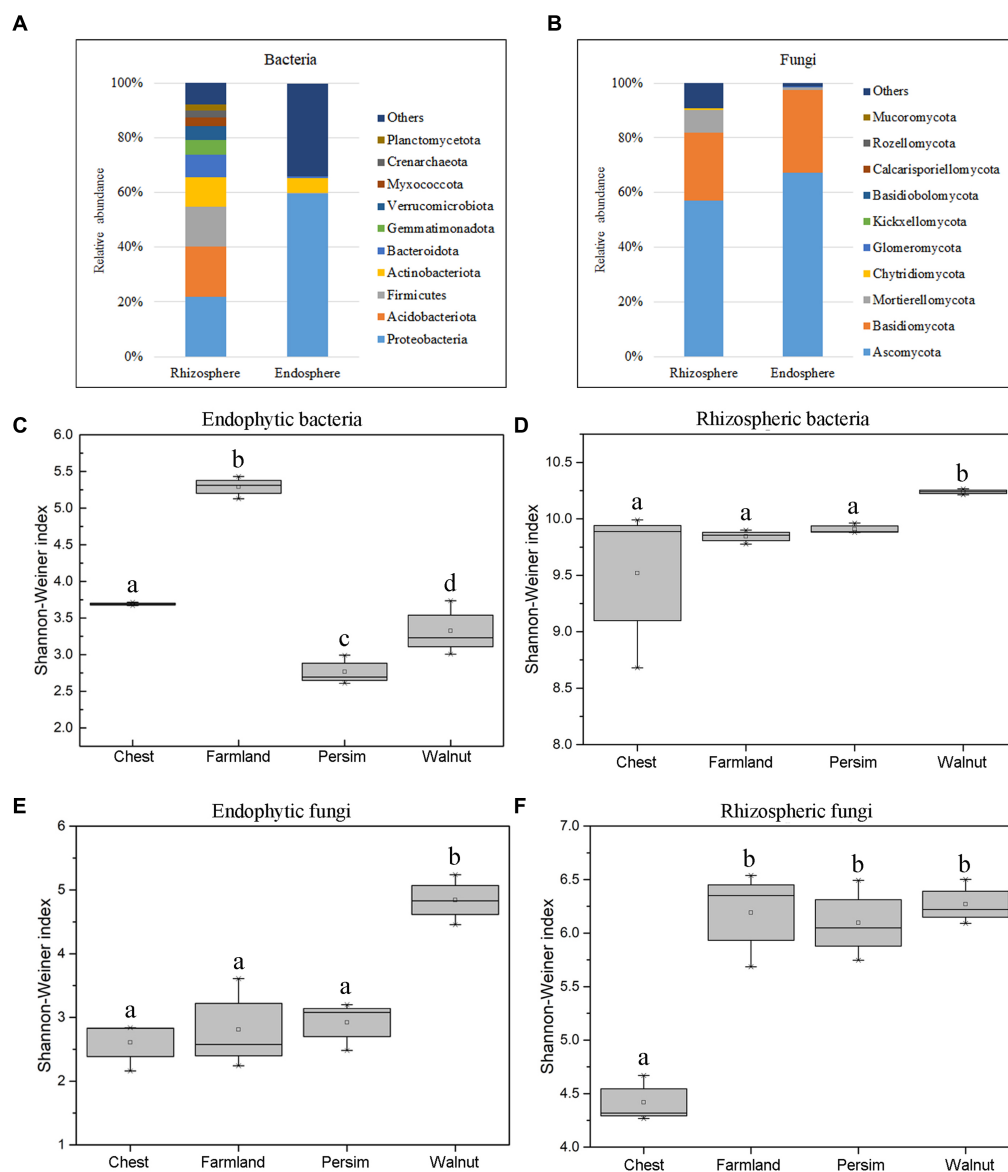 A
B
Bacteria
Relative abundance
100%
80%
60%
40%
20%
0%
Rhizosphere
Endosphere
Others
Planctomycetota
Crenarchaeota
Myxococcota
Verrucomicrobiota
Gemmatimonadota
Bacteroidota
Actinobacteriota
Firmicutes
Acidobacteriota
Proteobacteria
Fungi
Relative abundance
100%
80%
60%
40%
20%
0%
Rhizosphere
Endosphere
Others
Mucoromycota
Rozellomycota
Calcarisporiellomycota
Basidiobolomycota
Kickxellomycota
Glomeromycota
Chytridiomycota
Mortierellomycota
Basidiomycota
Ascomycota
C
Endophytic bacteria
Shannon-Weiner index
6.0
5.5
5.0
4.5
4.0
3.5
3.0
2.5
2.0
a
b
c
d
Chest
Farmland
Persim
Walnut
D
Rhizospheric bacteria
Shannon-Weiner index
10.5
10.0
9.5
9.0
8.5
8.0
a
a
a
b
Chest
Farmland
Persim
Walnut
E
Endophytic fungi
Shannon-Weiner index
6
5
4
3
2
1
a
a
a
b
Chest
Farmland
Persim
Walnut
F
Rhizospheric fungi
Shannon-Weiner index
7.0
6.5
6.0
5.5
5.0
4.5
4.0
a
b
b
b
Chest
Farmland
Persim
Walnut